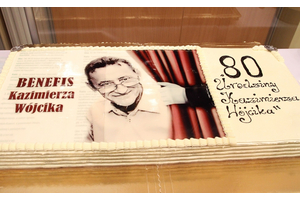 BENEFIS
Kazimierza
Wójcika
80
Urodziny
Kazimierza
Wójcika"